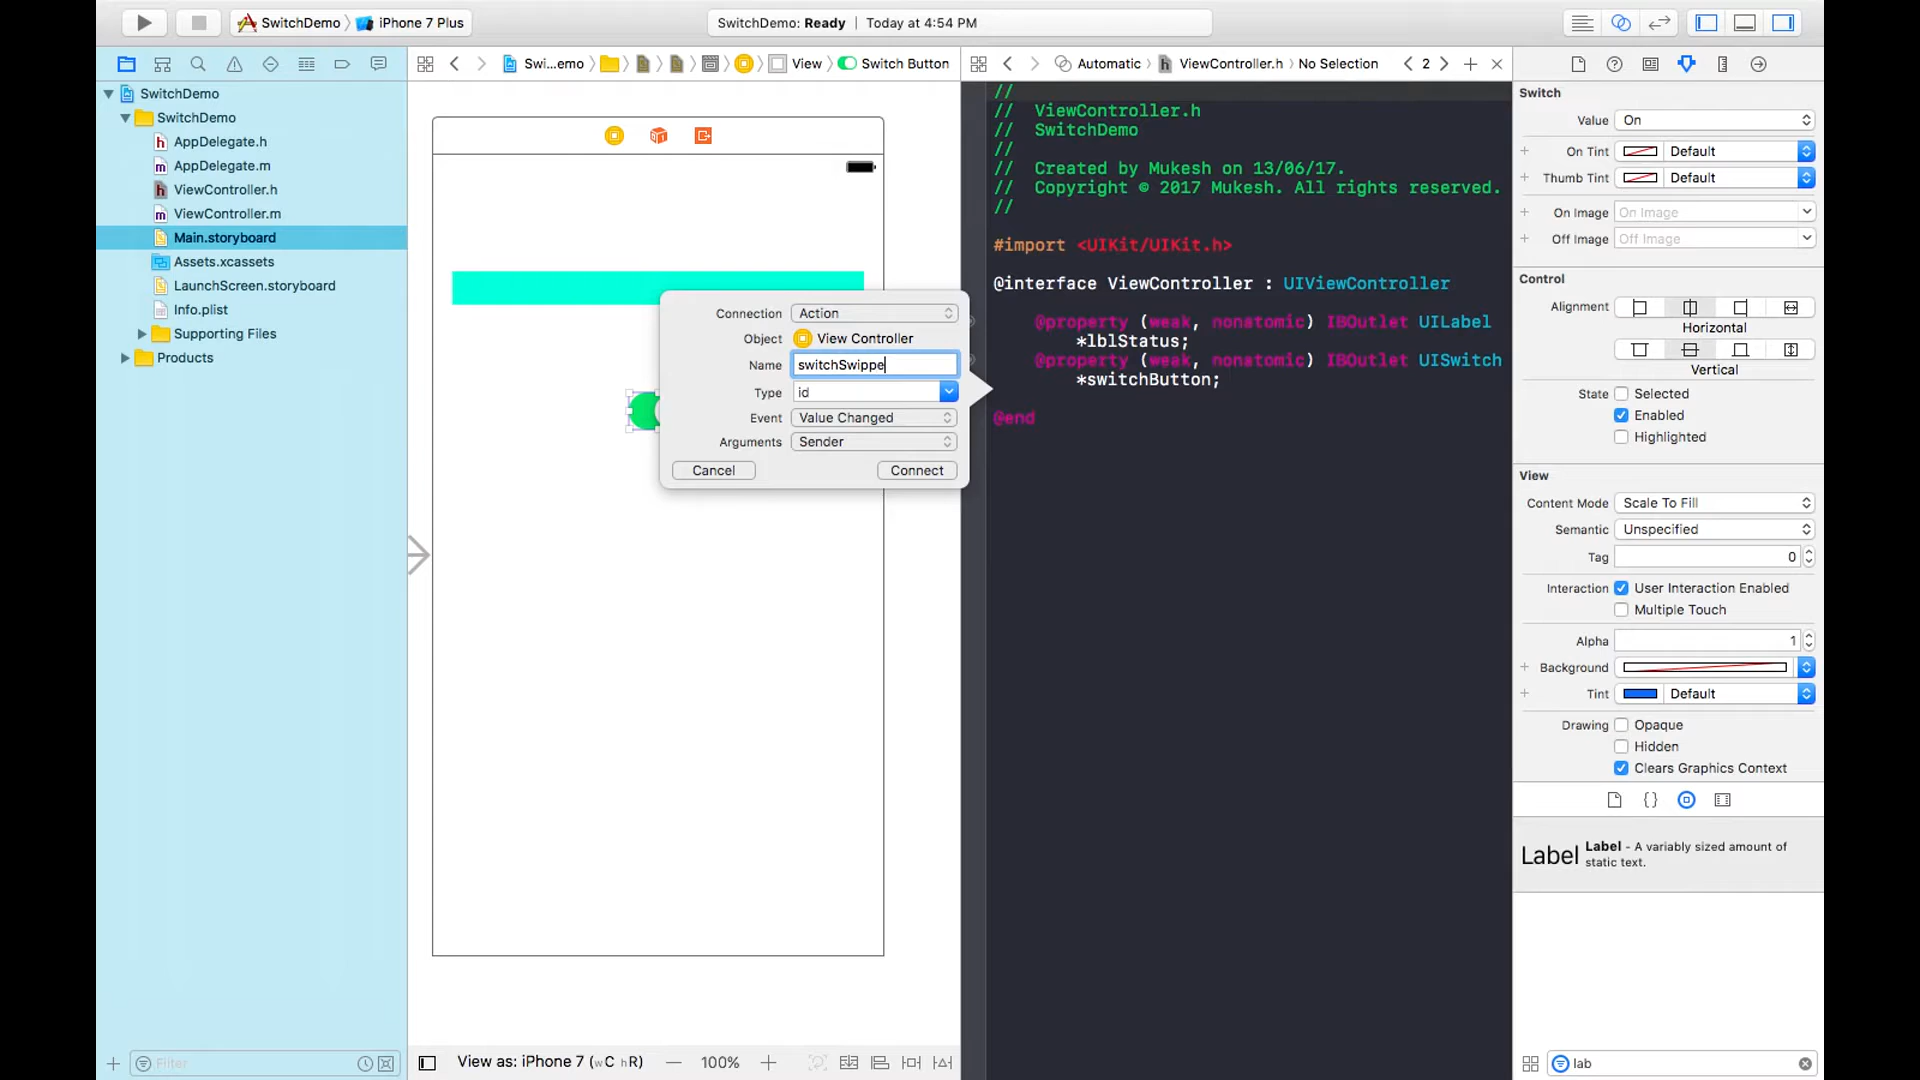 SwitchDemo
iPhone 7 Plus
SwitchDemo: Ready | Today at 4:54 PM
Swi...emo
View
Switch Button
Automatic
ViewController.h
No Selection
2
SwitchDemo
SwitchDemo
AppDelegate.h
AppDelegate.m
ViewController.h
ViewController.m
Main.storyboard
Assets.xcassets
LaunchScreen.storyboard
Info.plist
Supporting Files
Products
Filter
Connection Action
Object View Controller
Name switchSwippe
Type id
Event Value Changed
Arguments Sender
Cancel Connect
View as: iPhone 7 (wC hR)
100%
//
// ViewController.h
// SwitchDemo
//
// Created by Mukesh on 13/06/17.
// Copyright © 2017 Mukesh. All rights reserved.
//
#import <UIKit/UIKit.h>
@interface ViewController : UIViewController
@property (weak, nonatomic) IBOutlet UILabel
*lblStatus;
@property (weak, nonatomic) IBOutlet UISwitch
*switchButton;
@end
Switch
Value On
On Tint Default
Thumb Tint Default
On Image On Image
Off Image Off Image
Control
Alignment
Horizontal
Vertical
State Selected
Enabled
Highlighted
View
Content Mode Scale To Fill
Semantic Unspecified
Tag 0
Interaction User Interaction Enabled
Multiple Touch
Alpha 1
Background
Tint Default
Drawing Opaque
Hidden
Clears Graphics Context
Label
Label - A variably sized amount of
static text.
lab